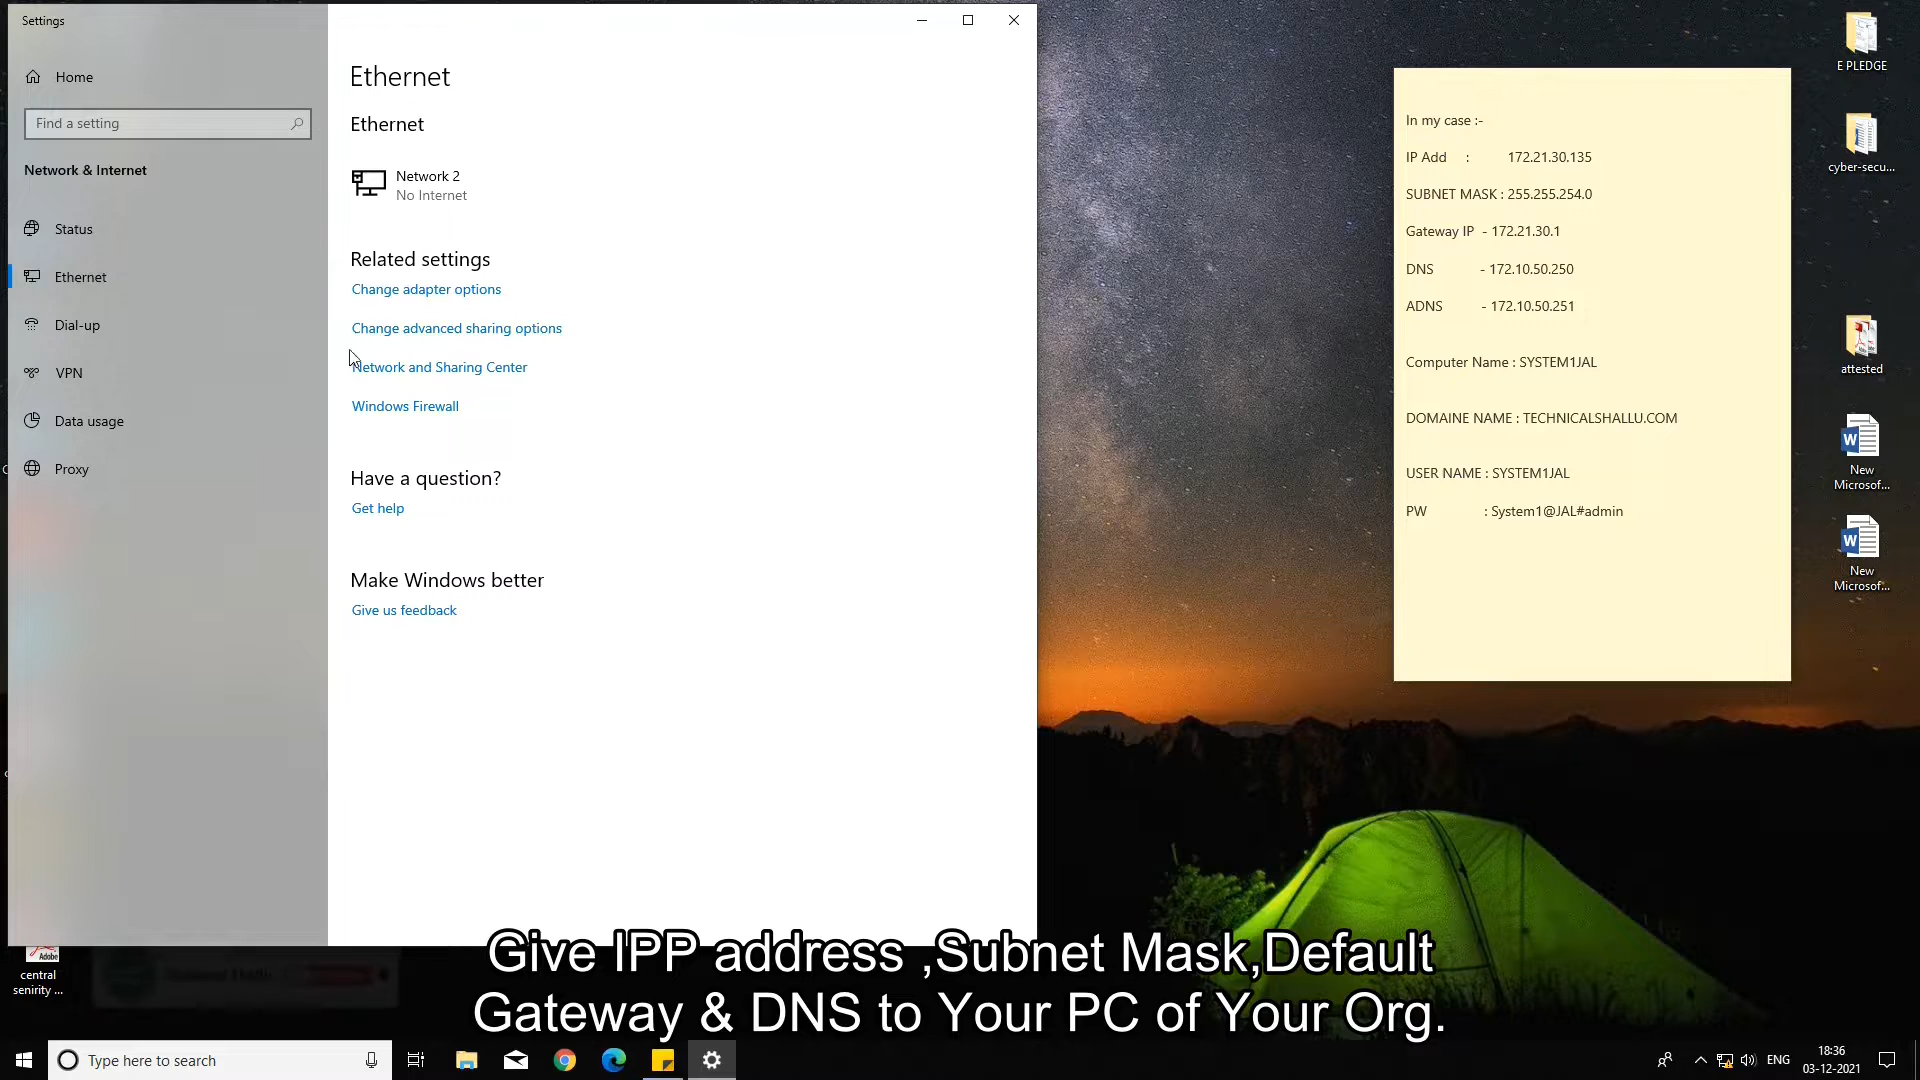 Settings
Home
Find a setting
Network & Internet
Status
Ethernet
Dial-up
VPN
Data usage
Proxy
Ethernet
Ethernet
Network 2
No Internet
Related settings
Change adapter options
Change advanced sharing options
Network and Sharing Center
Windows Firewall
Have a question?
Get help
Make Windows better
Give us feedback
In my case :-
IP Add : 172.21.30.135
SUBNET MASK : 255.255.254.0
Gateway IP - 172.21.30.1
DNS - 172.10.50.250
ADNS - 172.10.50.251
Computer Name : SYSTEM1JAL
DOMAINE NAME : TECHNICALSHALLU.COM
USER NAME : SYSTEM1JAL
PW : System1@JAL#admin
E PLEDGE
cyber-secu...
attested
New
Microsof...
New
Microsof...
Adobe
central
senirity ...
Give IPP address ,Subnet Mask,Default
Gateway & DNS to Your PC of Your Org.
Type here to search
ENG
18:36
03-12-2021